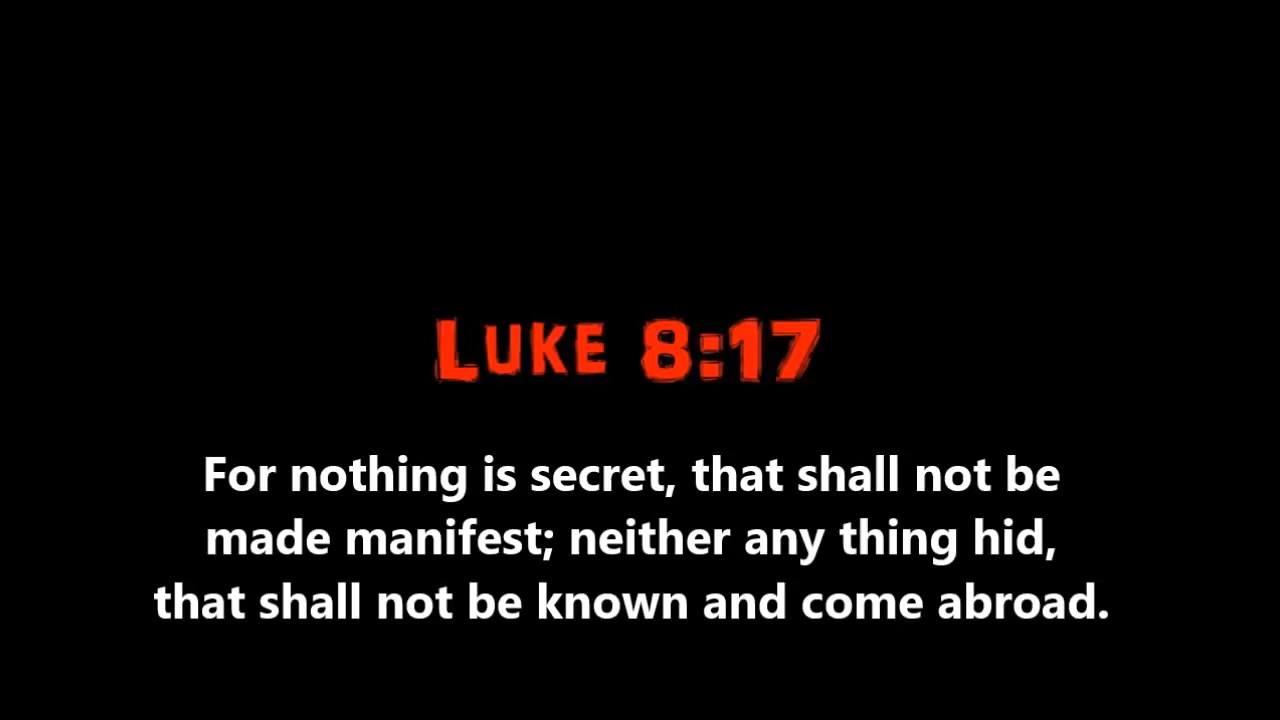 Luke 8:17
For nothing is secret, that shall not be
made manifest; neither any thing hid,
that shall not be known and come abroad.